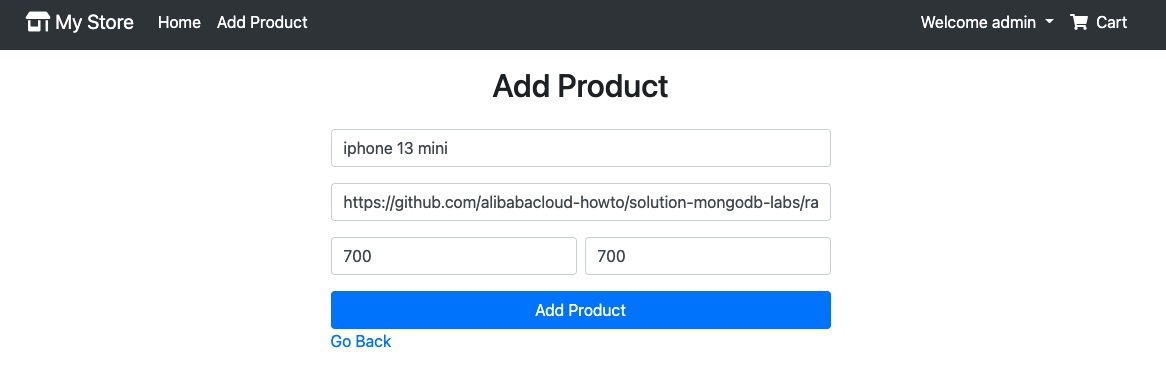 My Store Home Add Product Welcome admin Cart
Add Product
iphone 13 mini
https://github.com/alibabacloud-howto/solution-mongodb-labs/ra
700 700
Add Product
Go Back